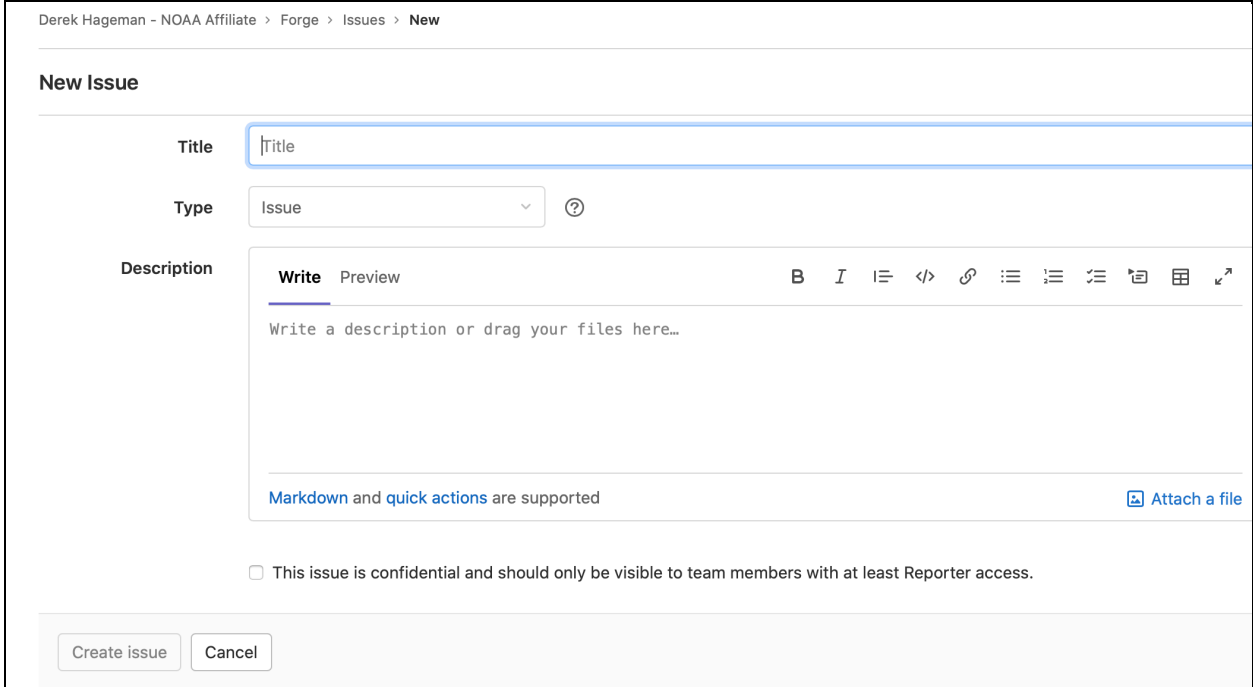 Derek Hageman - NOAA Affiliate > Forge > Issues > New
New Issue
Title
Title
Type
Issue
Description
Write Preview
Write a description or drag your files here…
Markdown and quick actions are supported
Attach a file
This issue is confidential and should only be visible to team members with at least Reporter access.
Create issue
Cancel